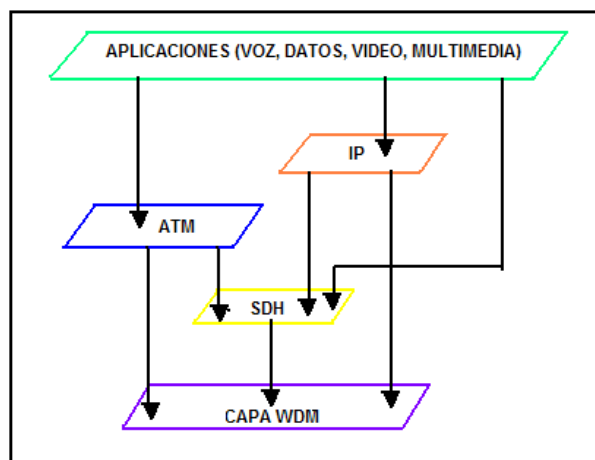 APLICACIONES (VOZ, DATOS, VIDEO, MULTIMEDIA)
IP
ATM
SDH
CAPA WDM